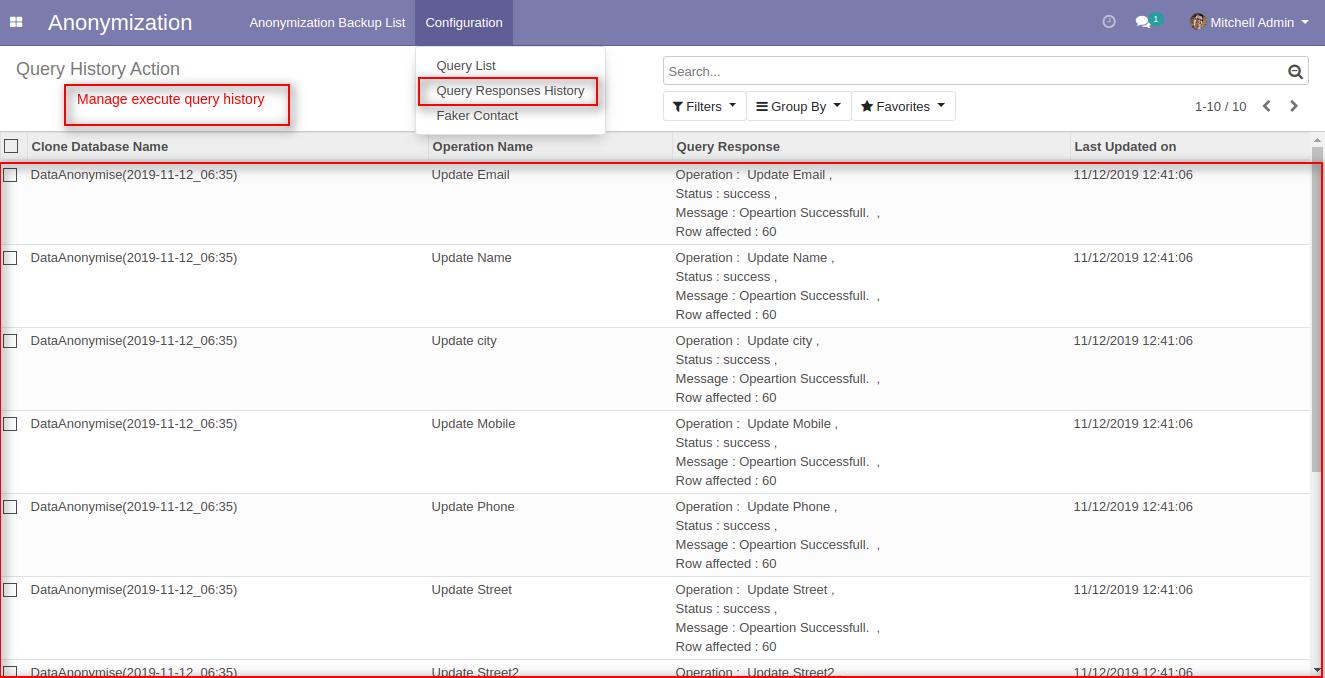 Anonymization Anonymization Backup List Configuration 1 Mitchell Admin
Query History Action
Manage execute query history
Query List
Query Responses History
Faker Contact
Search...
Filters Group By Favorites 1-10 / 10
Clone Database Name Operation Name Query Response Last Updated on
DataAnonymise(2019-11-12_06:35) Update Email Operation : Update Email , 11/12/2019 12:41:06
Status : success ,
Message : Opeartion Successfull. ,
Row affected : 60
DataAnonymise(2019-11-12_06:35) Update Name Operation : Update Name , 11/12/2019 12:41:06
Status : success ,
Message : Opeartion Successfull. ,
Row affected : 60
DataAnonymise(2019-11-12_06:35) Update city Operation : Update city , 11/12/2019 12:41:06
Status : success ,
Message : Opeartion Successfull. ,
Row affected : 60
DataAnonymise(2019-11-12_06:35) Update Mobile Operation : Update Mobile , 11/12/2019 12:41:06
Status : success ,
Message : Opeartion Successfull. ,
Row affected : 60
DataAnonymise(2019-11-12_06:35) Update Phone Operation : Update Phone , 11/12/2019 12:41:06
Status : success ,
Message : Opeartion Successfull. ,
Row affected : 60
DataAnonymise(2019-11-12_06:35) Update Street Operation : Update Street , 11/12/2019 12:41:06
Status : success ,
Message : Opeartion Successfull. ,
Row affected : 60
DataAnonymise(2019-11-12_06:35) Update Street2 Operation : Update Street2 , 11/12/2019 12:41:06